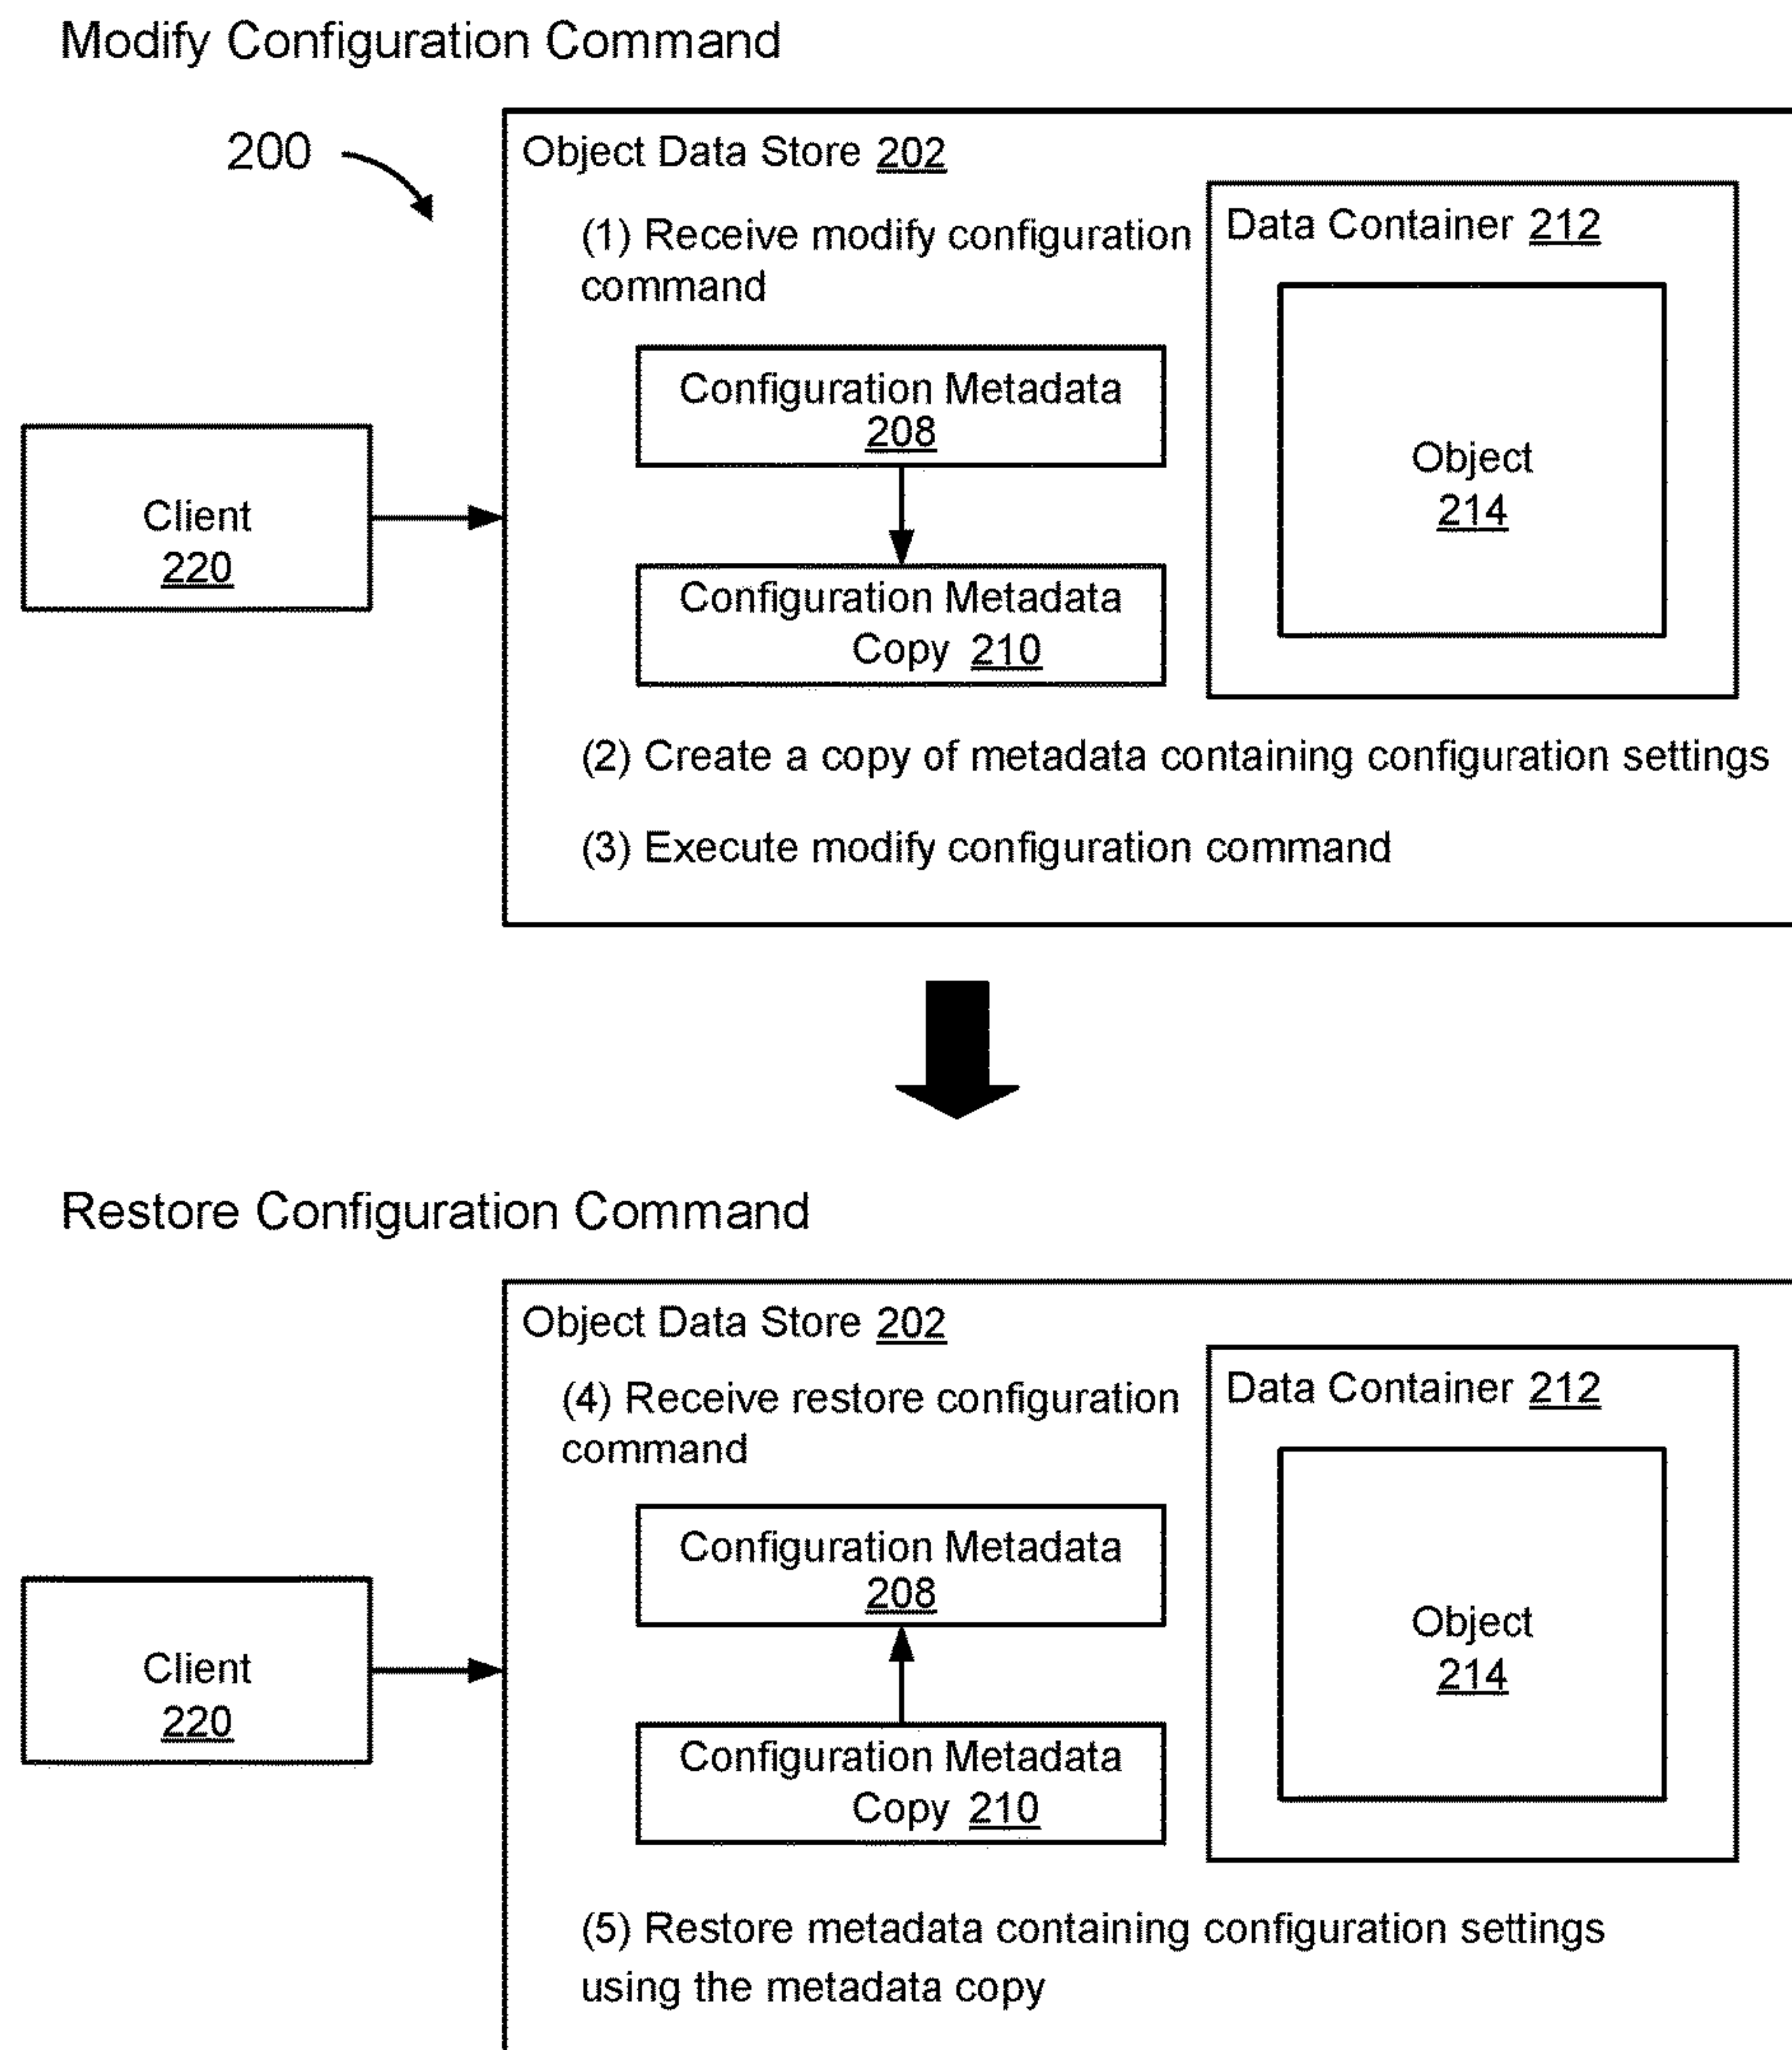 Modify Configuration Command
200
Object Data Store 202
(1) Receive modify configuration
command
Data Container 212
Configuration Metadata
208
Object
214
Client
220
Configuration Metadata
Copy 210
(2) Create a copy of metadata containing configuration settings
(3) Execute modify configuration command
Restore Configuration Command
Object Data Store 202
(4) Receive restore configuration
command
Data Container 212
Configuration Metadata
208
Object
214
Client
220
Configuration Metadata
Copy 210
(5) Restore metadata containing configuration settings
using the metadata copy